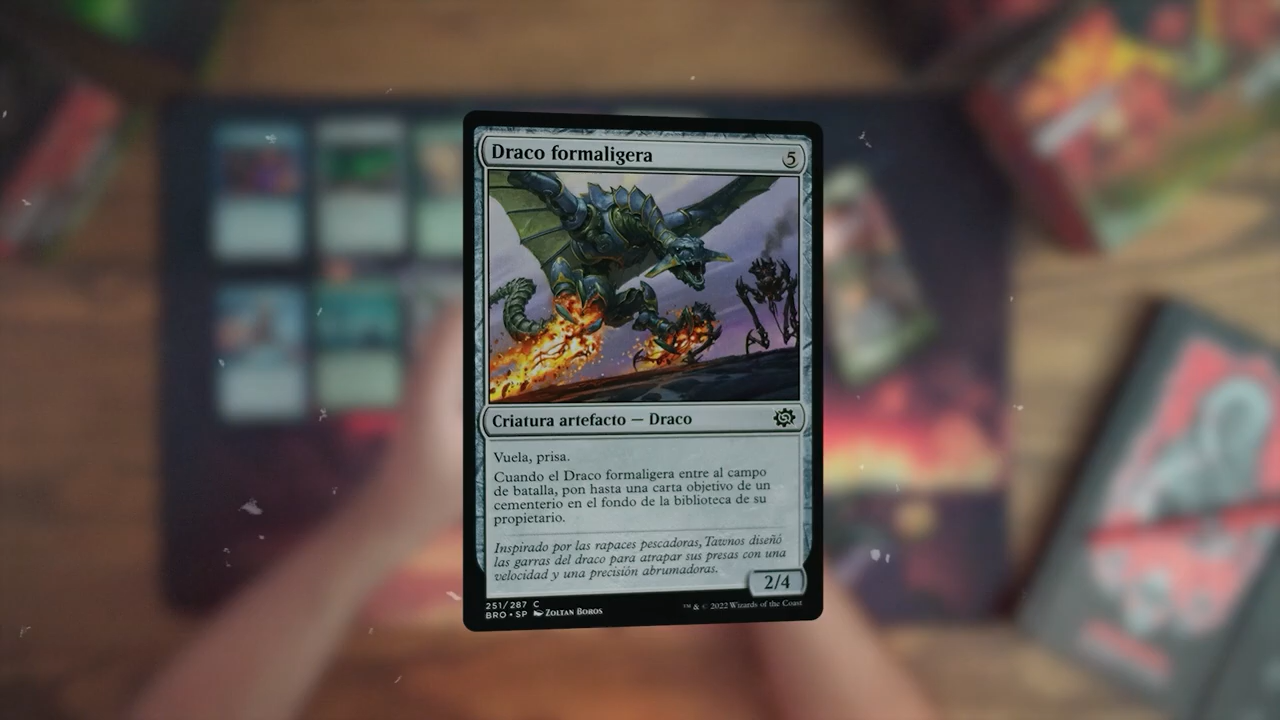 Draco formaligera
5
Criatura artefacto — Draco
Vuela, prisa.
Cuando el Draco formaligera entre al campo
de batalla, pon hasta una carta objetivo de un
cementerio en el fondo de la biblioteca de su
propietario.
Inspirado por las rapaces pescadoras, Tawnos diseñó
las garras del draco para atrapar sus presas con una
velocidad y una precisión abrumadoras.
2/4
251/287 C
BRO • SP ZOLTAN BOROS
™ & © 2022 Wizards of the Coast